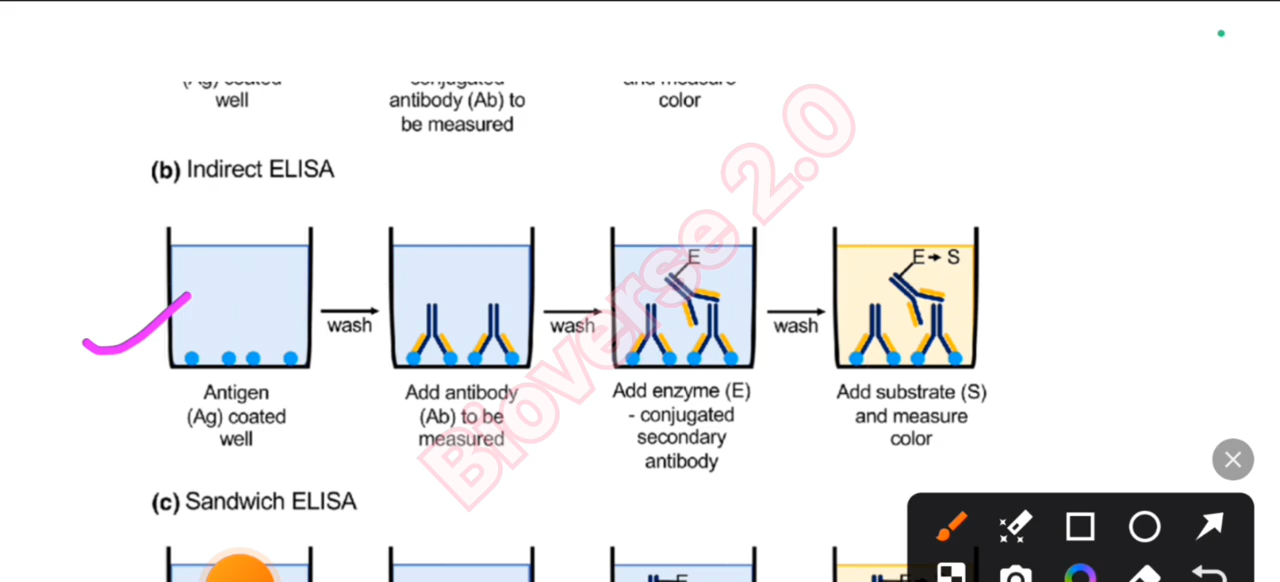 well
antibody (Ab) to
be measured
color
(b) Indirect ELISA
E
E → S
wash
wash
wash
Antigen
(Ag) coated
well
Add antibody
(Ab) to be
measured
Add enzyme (E)
- conjugated
secondary
antibody
Add substrate (S)
and measure
color
(c) Sandwich ELISA
Bioverse 2.0